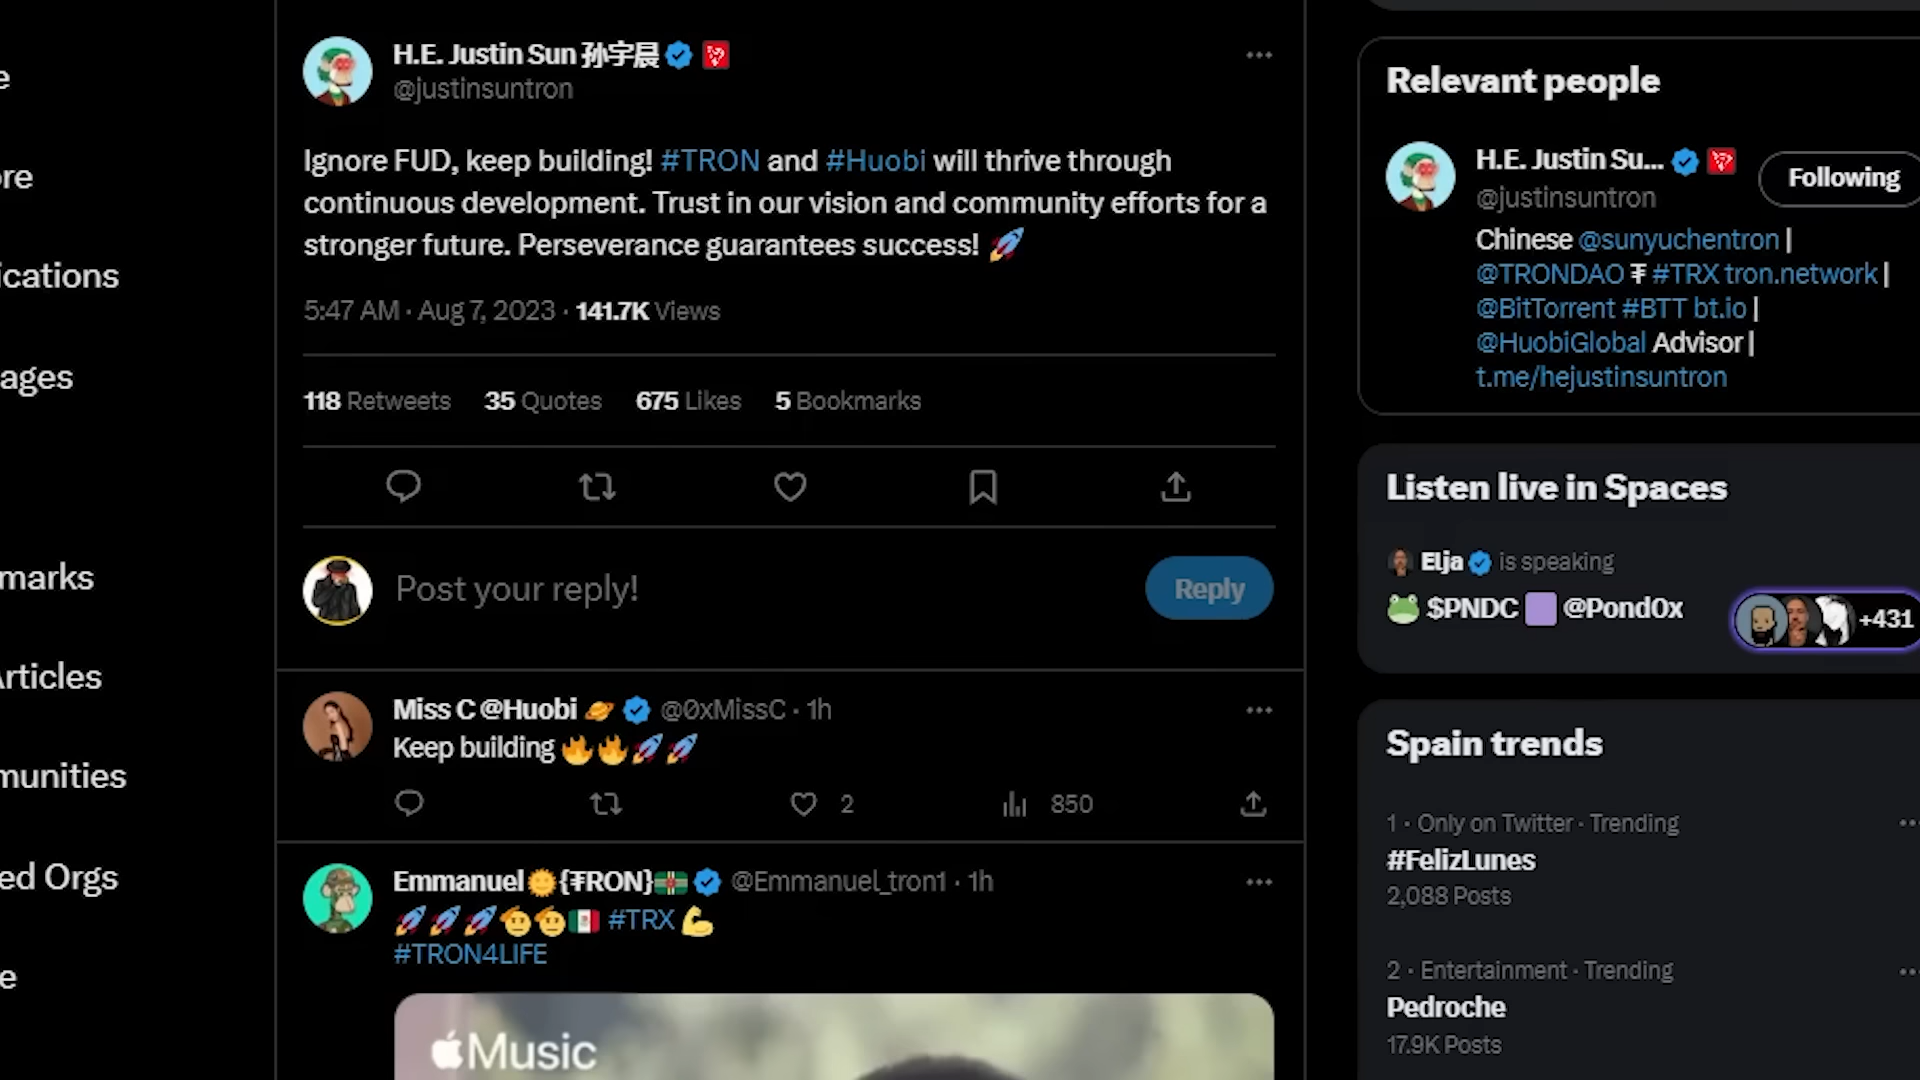 e
ore
ications
ages
marks
Articles
munities
ed Orgs
e
H.E. Justin Sun 孙宇晨
@justinsuntron
Ignore FUD, keep building! #TRON and #Huobi will thrive through
continuous development. Trust in our vision and community efforts for a
stronger future. Perseverance guarantees success! 🚀
5:47 AM · Aug 7, 2023 · 141.7K Views
118 Retweets 35 Quotes 675 Likes 5 Bookmarks
Post your reply!
Reply
Miss C @Huobi 🪐 @0xMissC · 1h
Keep building 🔥🔥🚀🚀
2 850
Emmanuel🌞{₮RON}🇩🇲 @Emmanuel_tron1 · 1h
🚀🚀🚀🫡🫡🇲🇽 #TRX 💪
#TRON4LIFE
Music
Relevant people
H.E. Justin Su...
@justinsuntron
Following
Chinese @sunyuchentron |
@TRONDAO ₮ #TRX tron.network |
@BitTorrent #BTT bt.io |
@HuobiGlobal Advisor |
t.me/hejustinsuntron
Listen live in Spaces
Elja is speaking
🐸 $PNDC 🟪 @Pond0x
+431
Spain trends
1 · Only on Twitter · Trending
#FelizLunes
2,088 Posts
2 · Entertainment · Trending
Pedroche
17.9K Posts